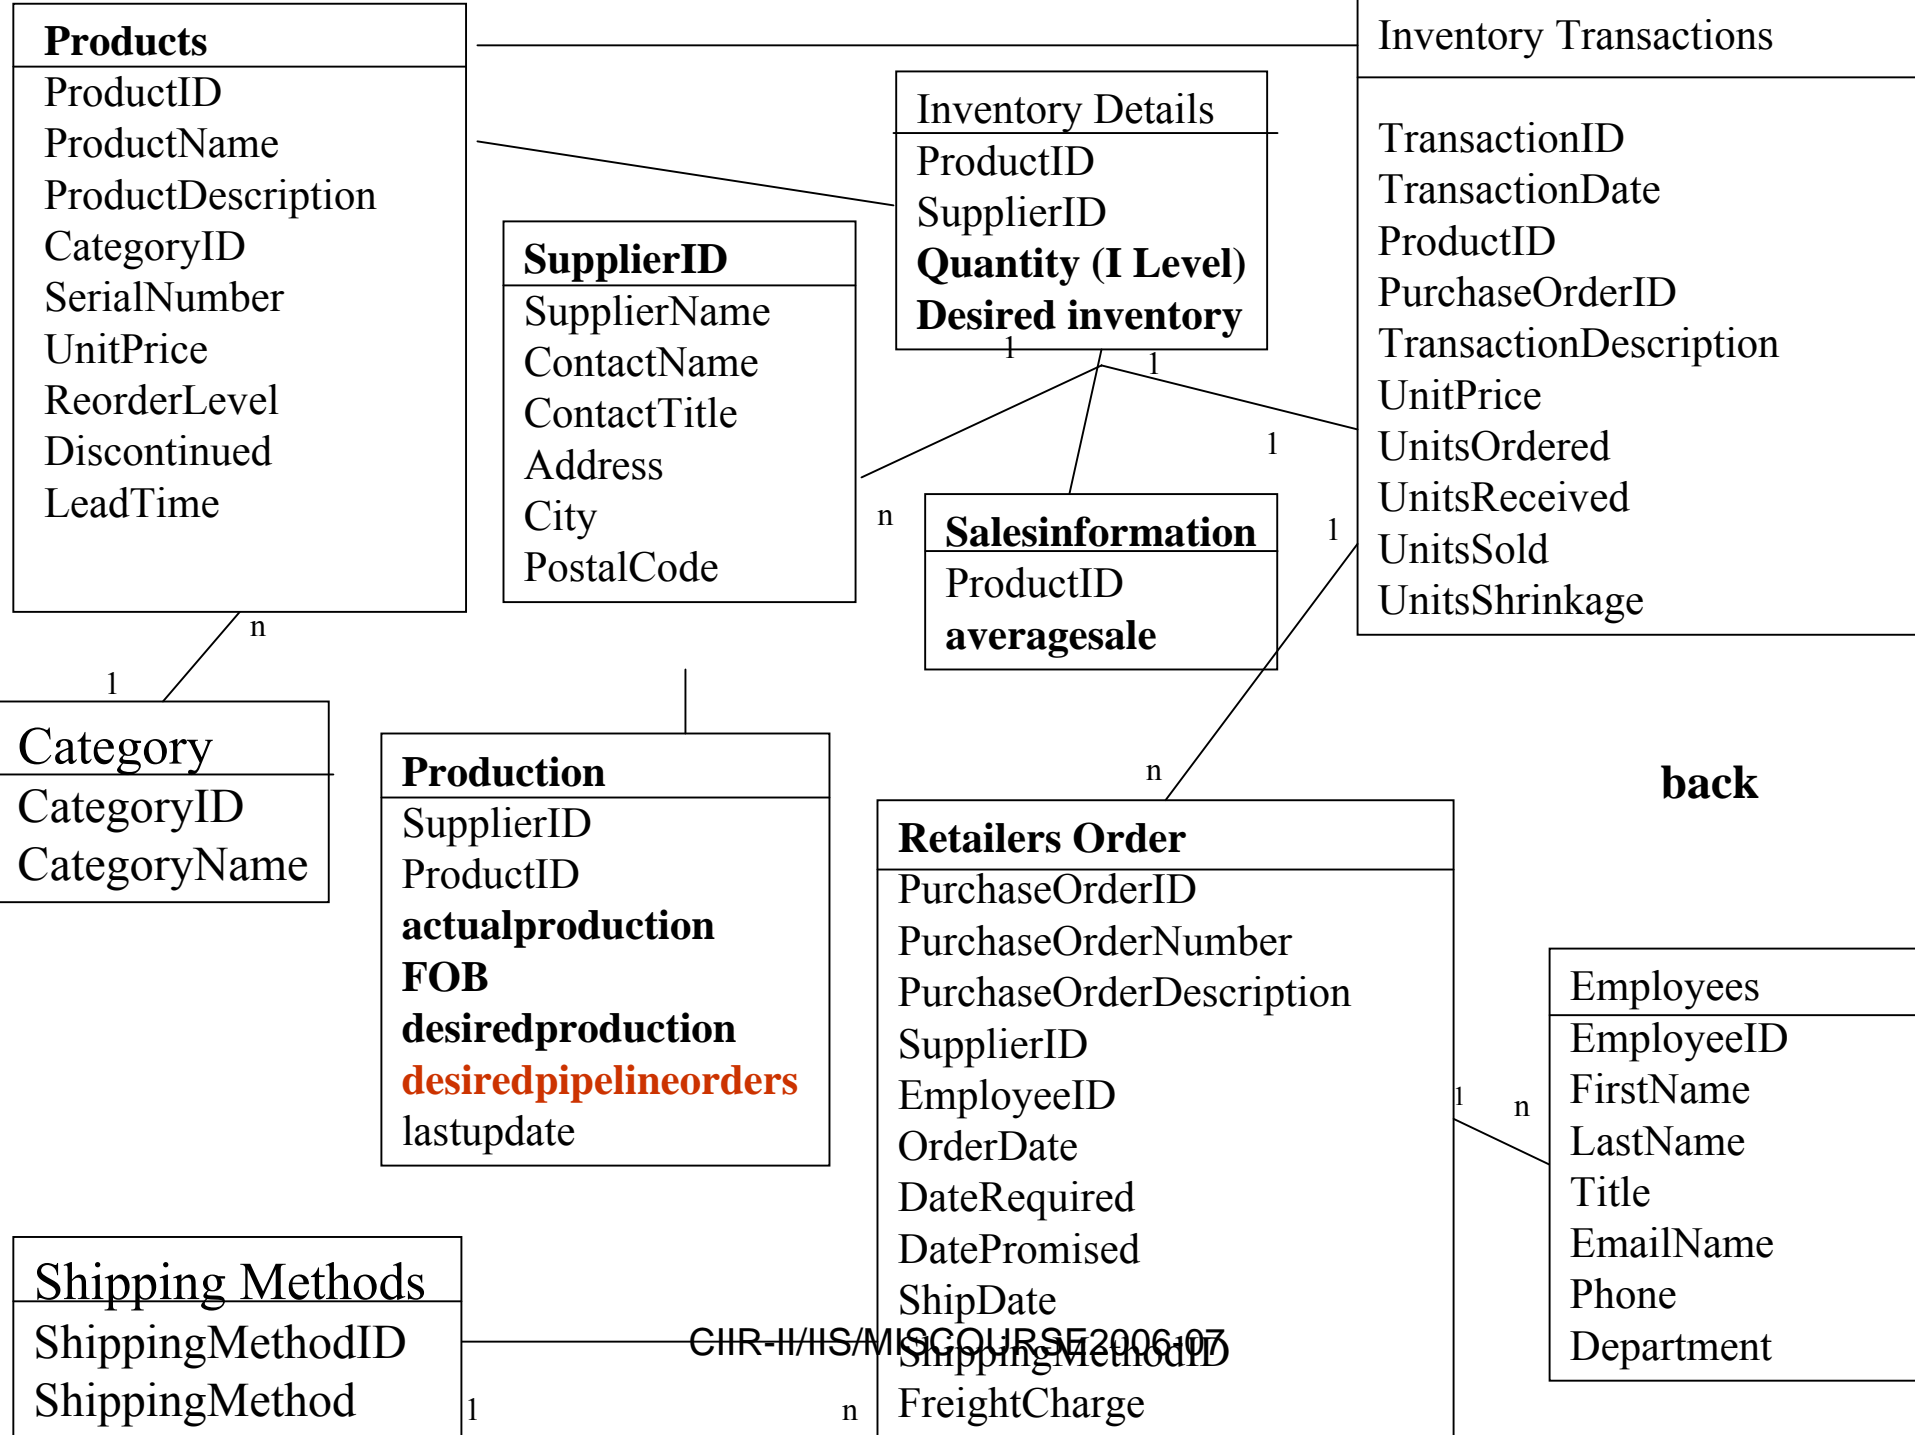 Products
ProductID
ProductName
ProductDescription
CategoryID
SerialNumber
UnitPrice
ReorderLevel
Discontinued
LeadTime
n
1
Category
CategoryID
CategoryName
SupplierID
SupplierName
ContactName
ContactTitle
Address
City
PostalCode
n
Inventory Details
ProductID
SupplierID
Quantity (I Level)
Desired inventory
1
1
1
Salesinformation
ProductID
averagesale
Inventory Transactions
TransactionID
TransactionDate
ProductID
PurchaseOrderID
TransactionDescription
UnitPrice
UnitsOrdered
UnitsReceived
UnitsSold
UnitsShrinkage
1
n
Production
SupplierID
ProductID
actualproduction
FOB
desiredproduction
desiredpipelineorders
lastupdate
back
Retailers Order
PurchaseOrderID
PurchaseOrderNumber
PurchaseOrderDescription
SupplierID
EmployeeID
OrderDate
DateRequired
DatePromised
ShipDate
ShippingMethodID
FreightCharge
1
n
Employees
EmployeeID
FirstName
LastName
Title
EmailName
Phone
Department
Shipping Methods
ShippingMethodID
ShippingMethod
1
n
CIIR-II/IIS/MISCOURSE2006-07